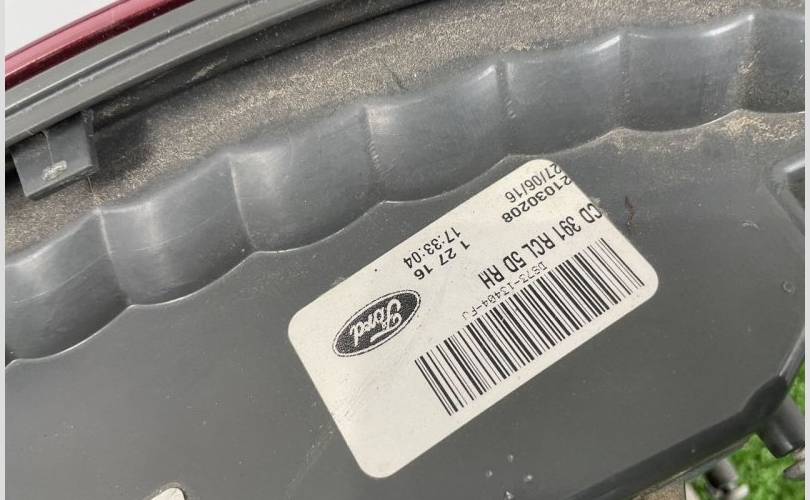 DS73-13404-FJ
CD 391 RCL 5D RH
21030208
27/06/16
1 27 16
17:33:04
Ford